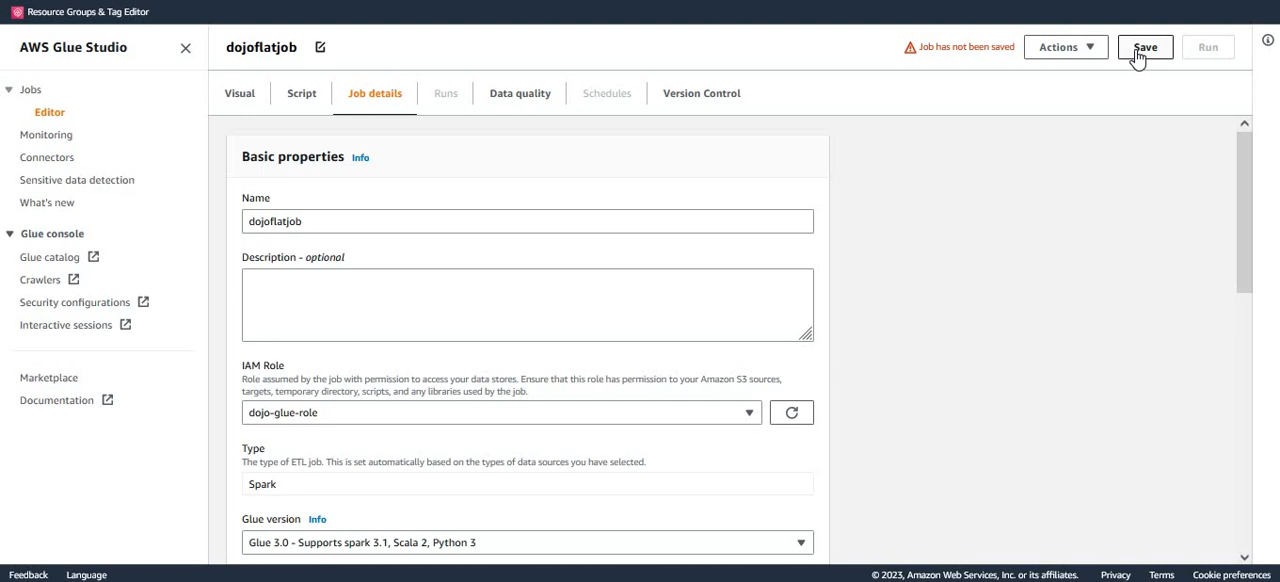 Resource Groups & Tag Editor
AWS Glue Studio
dojoflatjob
Job has not been saved
Actions
Save
Run
Jobs
Editor
Monitoring
Connectors
Sensitive data detection
What's new
Glue console
Glue catalog
Crawlers
Security configurations
Interactive sessions
Marketplace
Documentation
Visual
Script
Job details
Runs
Data quality
Schedules
Version Control
Basic properties Info
Name
dojoflatjob
Description - optional
IAM Role
Role assumed by the job with permission to access your data stores. Ensure that this role has permission to your Amazon S3 sources,
targets, temporary directory, scripts, and any libraries used by the job.
dojo-glue-role
Type
The type of ETL job. This is set automatically based on the types of data sources you have selected.
Spark
Glue version Info
Glue 3.0 - Supports spark 3.1, Scala 2, Python 3
Feedback
Language
© 2023, Amazon Web Services, Inc. or its affiliates.
Privacy
Terms
Cookie preferences